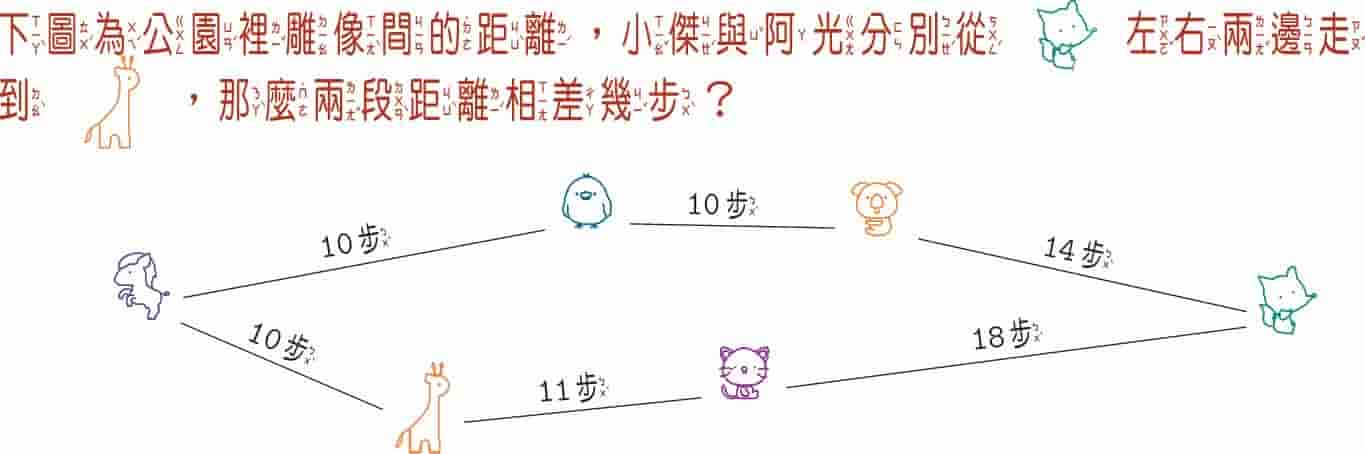 下圖為公園裡雕像間的距離，小傑與阿光分別從 左右兩邊走
到 ，那麼兩段距離相差幾步？
10步
10步
14步
10步
11步
18步